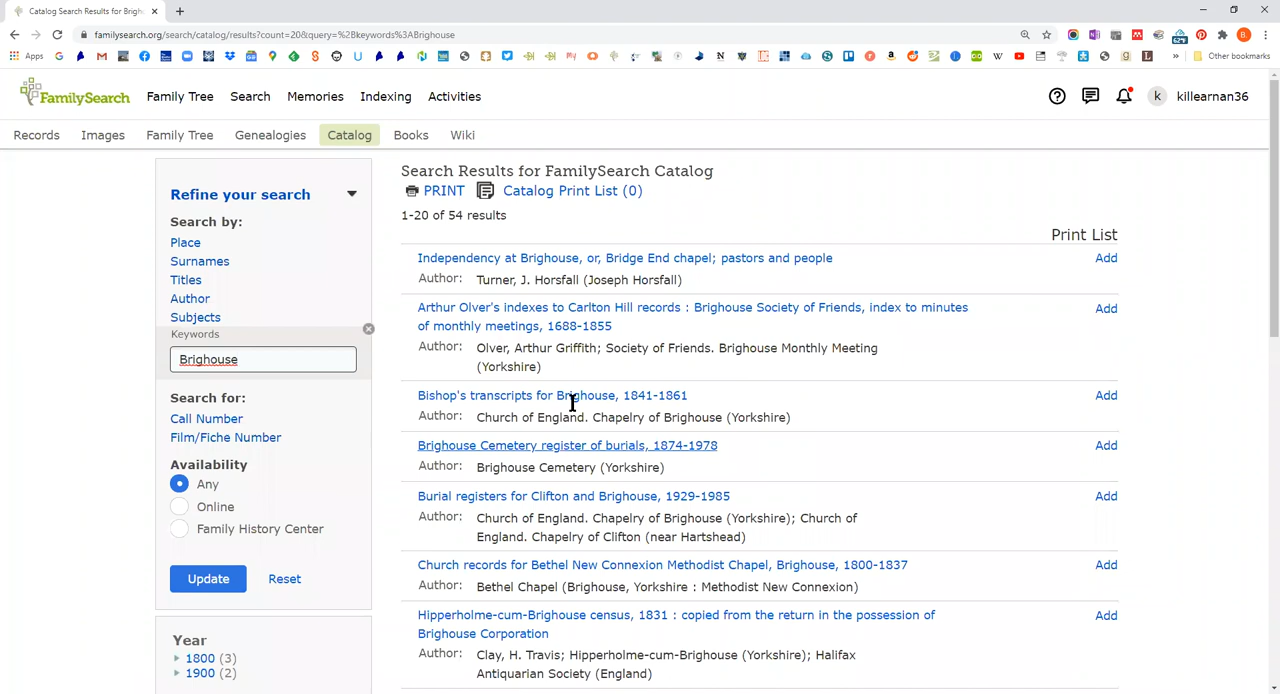 Catalog Search Results for Brigh
familysearch.org/search/catalog/results?count=20&query=%2Bkeywords%3ABrighouse
Apps
Other bookmarks
FamilySearch
Family Tree
Search
Memories
Indexing
Activities
k
killearnan36
Records
Images
Family Tree
Genealogies
Catalog
Books
Wiki
Refine your search
Search by:
Place
Surnames
Titles
Author
Subjects
Keywords
Brighouse
Search for:
Call Number
Film/Fiche Number
Availability
Any
Online
Family History Center
Update
Reset
Year
1800 (3)
1900 (2)
Search Results for FamilySearch Catalog
PRINT
Catalog Print List (0)
1-20 of 54 results
Print List
Independency at Brighouse, or, Bridge End chapel; pastors and people
Add
Author: Turner, J. Horsfall (Joseph Horsfall)
Arthur Olver's indexes to Carlton Hill records : Brighouse Society of Friends, index to minutes
of monthly meetings, 1688-1855
Add
Author: Olver, Arthur Griffith; Society of Friends. Brighouse Monthly Meeting
(Yorkshire)
Bishop's transcripts for Brighouse, 1841-1861
Add
Author: Church of England. Chapelry of Brighouse (Yorkshire)
Brighouse Cemetery register of burials, 1874-1978
Add
Author: Brighouse Cemetery (Yorkshire)
Burial registers for Clifton and Brighouse, 1929-1985
Add
Author: Church of England. Chapelry of Brighouse (Yorkshire); Church of
England. Chapelry of Clifton (near Hartshead)
Church records for Bethel New Connexion Methodist Chapel, Brighouse, 1800-1837
Add
Author: Bethel Chapel (Brighouse, Yorkshire : Methodist New Connexion)
Hipperholme-cum-Brighouse census, 1831 : copied from the return in the possession of
Brighouse Corporation
Add
Author: Clay, H. Travis; Hipperholme-cum-Brighouse (Yorkshire); Halifax
Antiquarian Society (England)